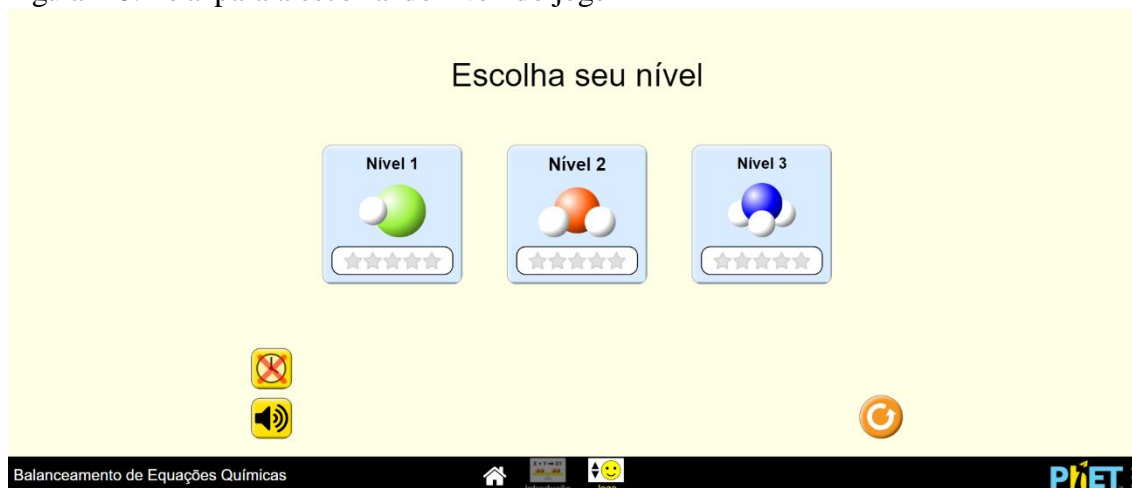 Escolha seu nível
Nível 1
Nível 2
Nível 3
Balanceamento de Equações Químicas
PhET